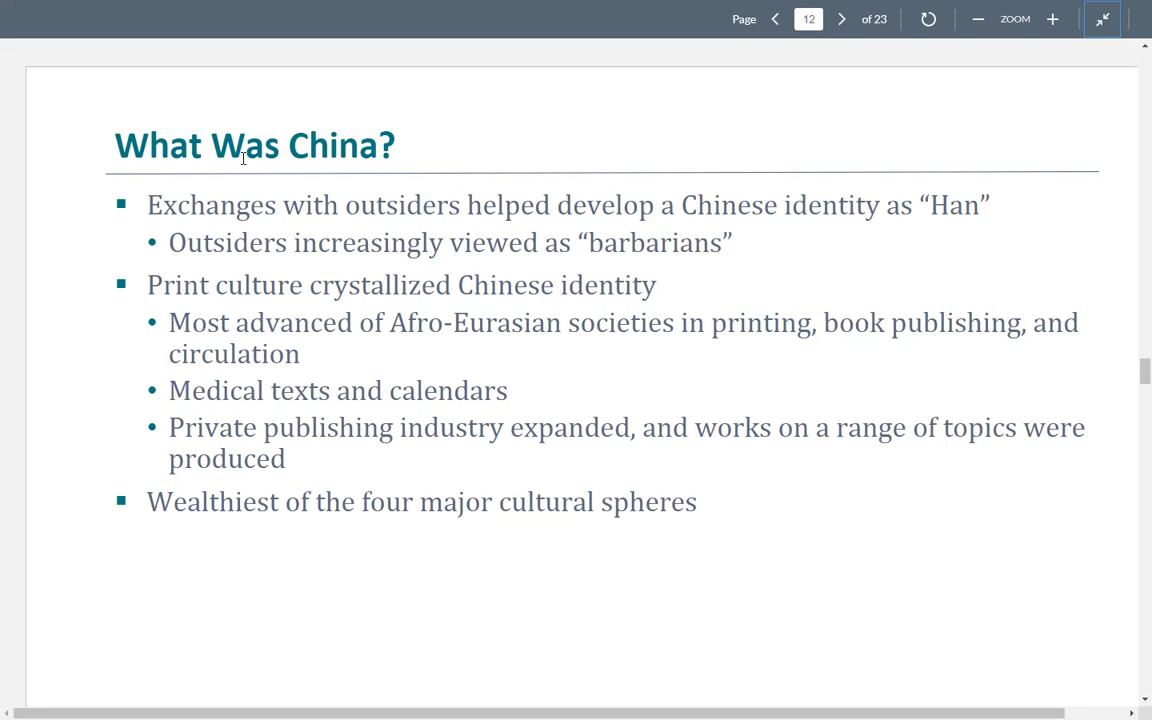 Page 12 of 23 ZOOM
What Was China?
▪ Exchanges with outsiders helped develop a Chinese identity as “Han”
• Outsiders increasingly viewed as “barbarians”
▪ Print culture crystallized Chinese identity
• Most advanced of Afro-Eurasian societies in printing, book publishing, and
circulation
• Medical texts and calendars
• Private publishing industry expanded, and works on a range of topics were
produced
▪ Wealthiest of the four major cultural spheres